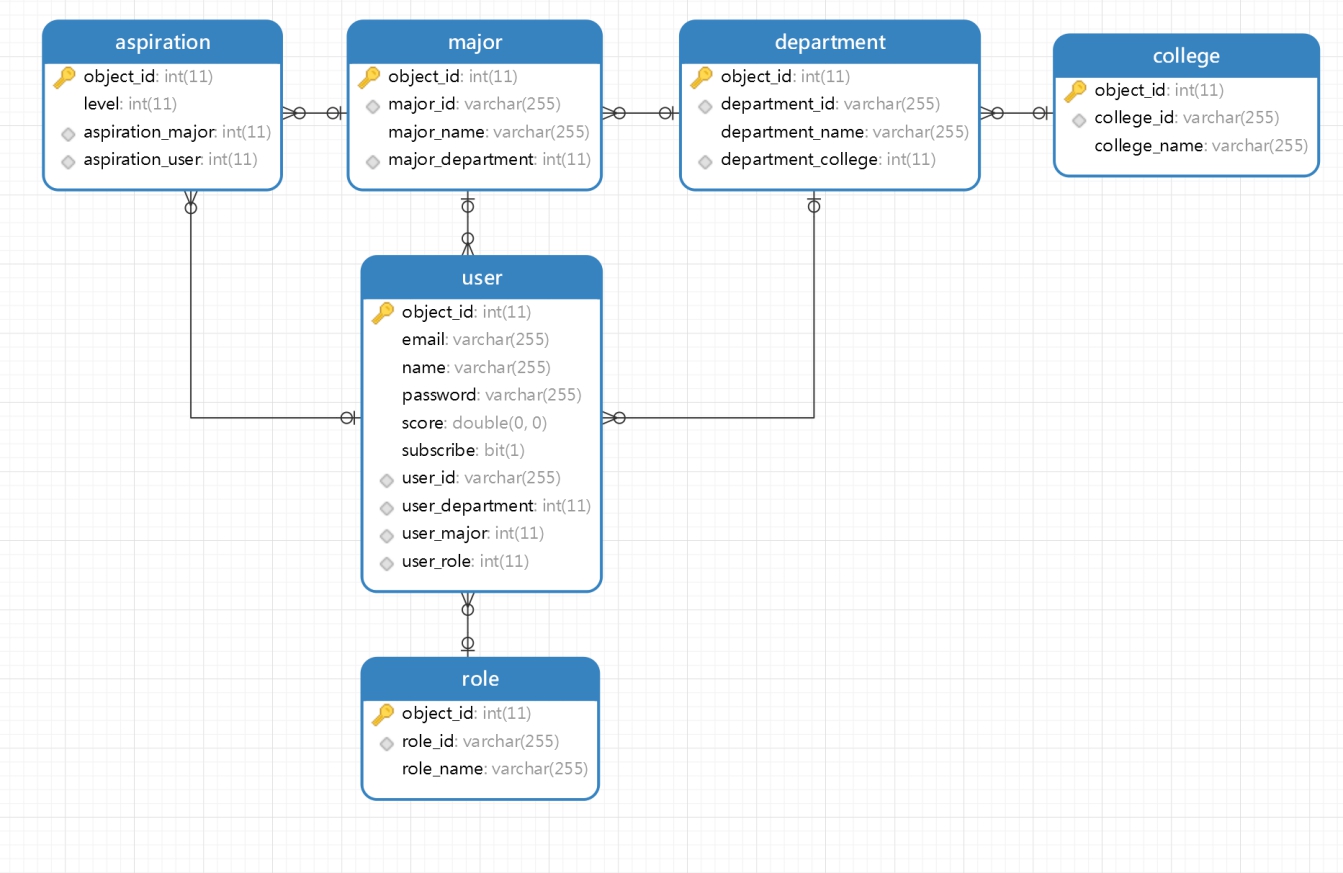 aspiration
object_id: int(11)
level: int(11)
aspiration_major: int(11)
aspiration_user: int(11)
major
object_id: int(11)
major_id: varchar(255)
major_name: varchar(255)
major_department: int(11)
department
object_id: int(11)
department_id: varchar(255)
department_name: varchar(255)
department_college: int(11)
college
object_id: int(11)
college_id: varchar(255)
college_name: varchar(255)
user
object_id: int(11)
email: varchar(255)
name: varchar(255)
password: varchar(255)
score: double(0, 0)
subscribe: bit(1)
user_id: varchar(255)
user_department: int(11)
user_major: int(11)
user_role: int(11)
role
object_id: int(11)
role_id: varchar(255)
role_name: varchar(255)